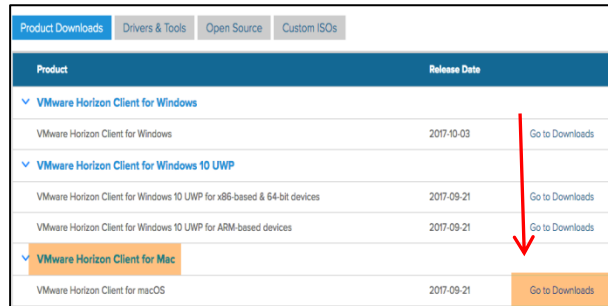 Product Downloads Drivers & Tools Open Source Custom ISOs
Product Release Date
VMware Horizon Client for Windows
VMware Horizon Client for Windows 2017-10-03 Go to Downloads
VMware Horizon Client for Windows 10 UWP
VMware Horizon Client for Windows 10 UWP for x86-based & 64-bit devices 2017-09-21 Go to Downloads
VMware Horizon Client for Windows 10 UWP for ARM-based devices 2017-09-21 Go to Downloads
VMware Horizon Client for Mac
VMware Horizon Client for macOS 2017-09-21 Go to Downloads